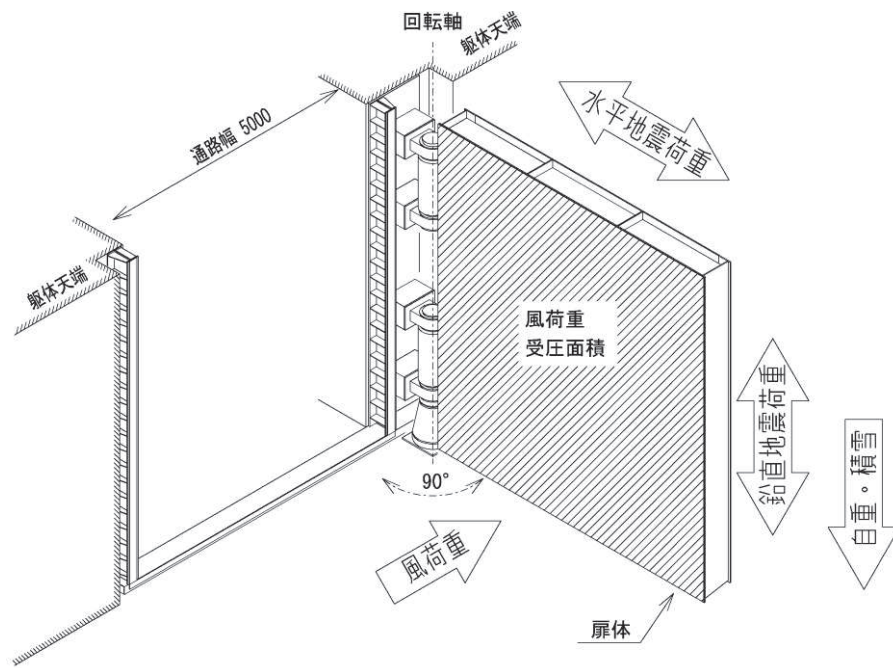 回転軸
躯体天端
通路幅 5000
水平地震荷重
躯体天端
風荷重
受圧面積
鉛直地震荷重
自重・積雪
90°
風荷重
扉体